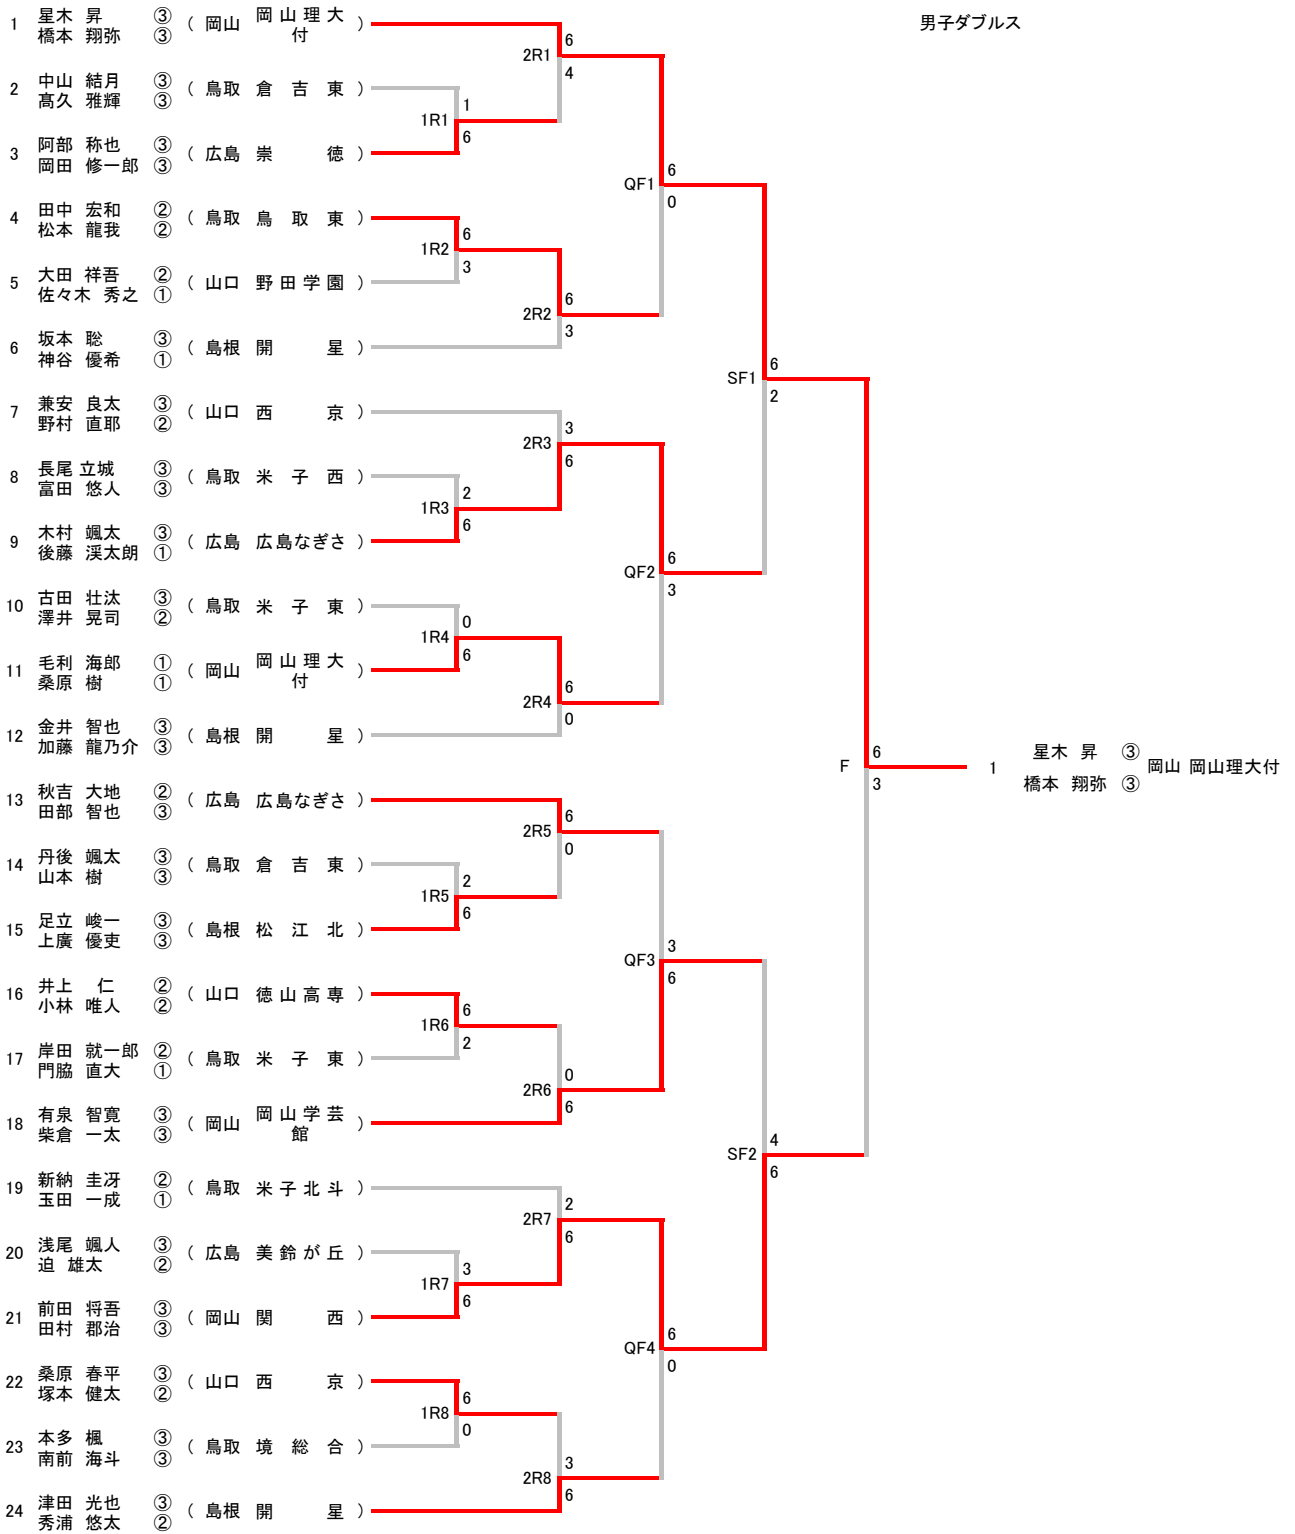 男子ダブルス
1 星木 昇 ③ ( 岡山 岡山理大付 )
橋本 翔弥 ③
2 中山 結月 ③ ( 鳥取 倉吉東 )
髙久 雅輝 ③
3 阿部 称也 ③ ( 広島 崇徳 )
岡田 修一郎 ③
4 田中 宏和 ② ( 鳥取 鳥取東 )
松本 龍我 ②
5 大田 祥吾 ② ( 山口 野田学園 )
佐々木 秀之 ①
6 坂本 聡 ③ ( 島根 開星 )
神谷 優希 ①
7 兼安 良太 ③ ( 山口 西京 )
野村 直耶 ②
8 長尾 立城 ③ ( 鳥取 米子西 )
富田 悠人 ③
9 木村 颯太 ③ ( 広島 広島なぎさ )
後藤 渓太朗 ①
10 古田 壮汰 ③ ( 鳥取 米子東 )
澤井 晃司 ②
11 毛利 海郎 ① ( 岡山 岡山理大付 )
桑原 樹 ①
12 金井 智也 ③ ( 島根 開星 )
加藤 龍乃介 ③
13 秋吉 大地 ② ( 広島 広島なぎさ )
田部 智也 ③
14 丹後 颯太 ③ ( 鳥取 倉吉東 )
山本 樹 ③
15 足立 峻一 ③ ( 島根 松江北 )
上廣 優吏 ③
16 井上 仁 ② ( 山口 徳山高専 )
小林 唯人 ②
17 岸田 就一郎 ② ( 鳥取 米子東 )
門脇 直大 ①
18 有泉 智寛 ③ ( 岡山 岡山学芸館 )
柴倉 一太 ③
19 新納 圭冴 ② ( 鳥取 米子北斗 )
玉田 一成 ①
20 浅尾 颯人 ③ ( 広島 美鈴が丘 )
迫 雄太 ②
21 前田 将吾 ③ ( 岡山 関西 )
田村 郡治 ③
22 桑原 春平 ③ ( 山口 西京 )
塚本 健太 ②
23 本多 楓 ③ ( 鳥取 境総合 )
南前 海斗 ③
24 津田 光也 ③ ( 島根 開星 )
秀浦 悠太 ②
1R1 1 6
1R2 6 3
1R3 2 6
1R4 0 6
1R5 2 6
1R6 6 2
1R7 3 6
1R8 6 0
2R1 6 4
2R2 6 3
2R3 3 6
2R4 6 0
2R5 6 0
2R6 0 6
2R7 2 6
2R8 3 6
QF1 6 0
QF2 6 3
QF3 3 6
QF4 6 0
SF1 6 2
SF2 4 6
F 6 3
1 星木 昇 ③ 岡山 岡山理大付
橋本 翔弥 ③